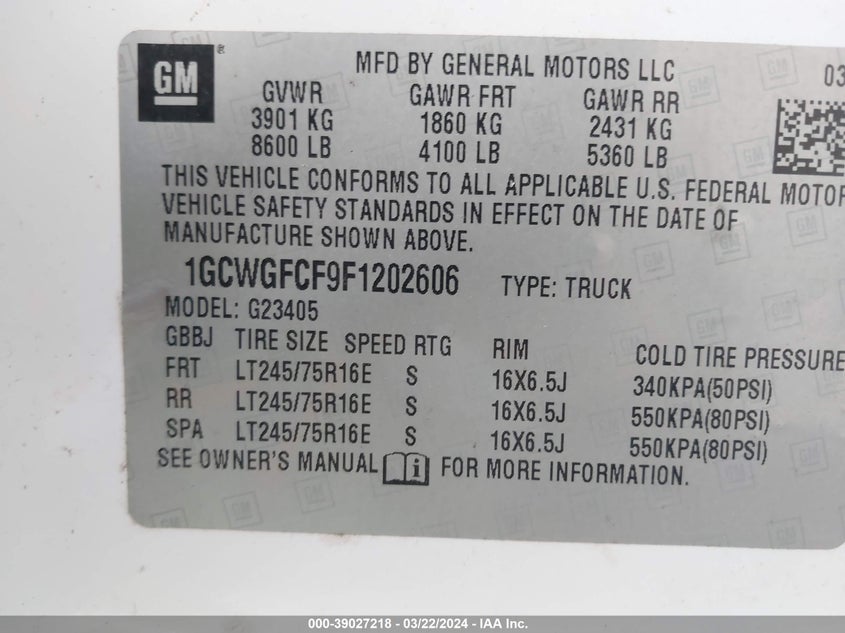 GM ®
MFD BY GENERAL MOTORS LLC 03
GVWR GAWR FRT GAWR RR
3901 KG 1860 KG 2431 KG
8600 LB 4100 LB 5360 LB
THIS VEHICLE CONFORMS TO ALL APPLICABLE U.S. FEDERAL MOTOR
VEHICLE SAFETY STANDARDS IN EFFECT ON THE DATE OF
MANUFACTURE SHOWN ABOVE.
1GCWGFCF9F1202606 TYPE: TRUCK
MODEL: G23405
GBBJ TIRE SIZE SPEED RTG RIM COLD TIRE PRESSURE
FRT LT245/75R16E S 16X6.5J 340KPA(50PSI)
RR LT245/75R16E S 16X6.5J 550KPA(80PSI)
SPA LT245/75R16E S 16X6.5J 550KPA(80PSI)
SEE OWNER'S MANUAL i FOR MORE INFORMATION.
000-39027218 - 03/22/2024 - IAA Inc.